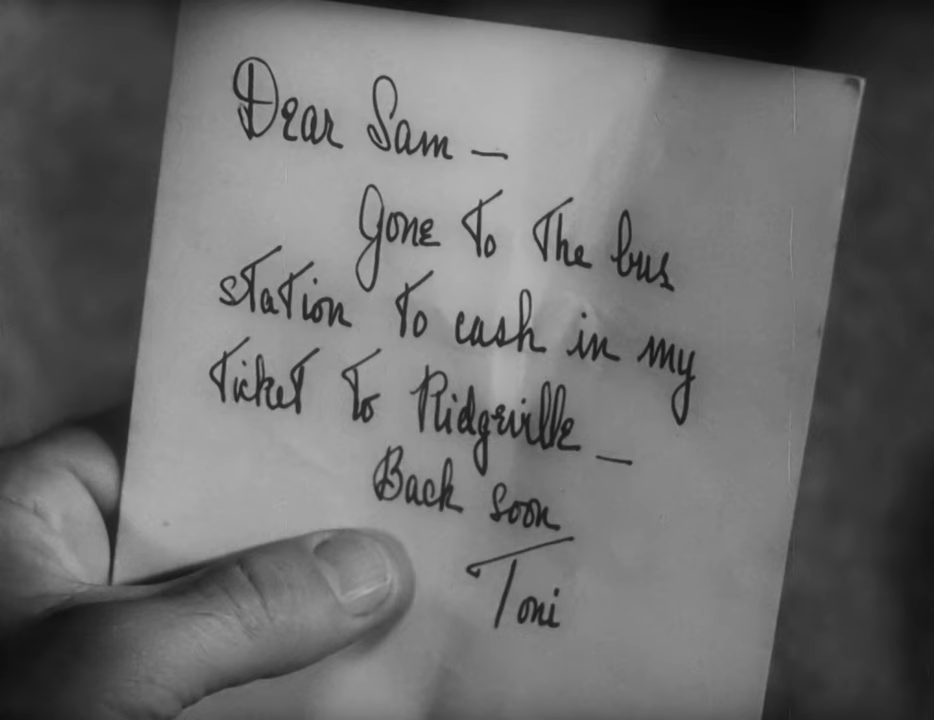 Dear Sam —
Gone to the bus
station to cash in my
ticket to Ridgeville —
Back soon
Toni